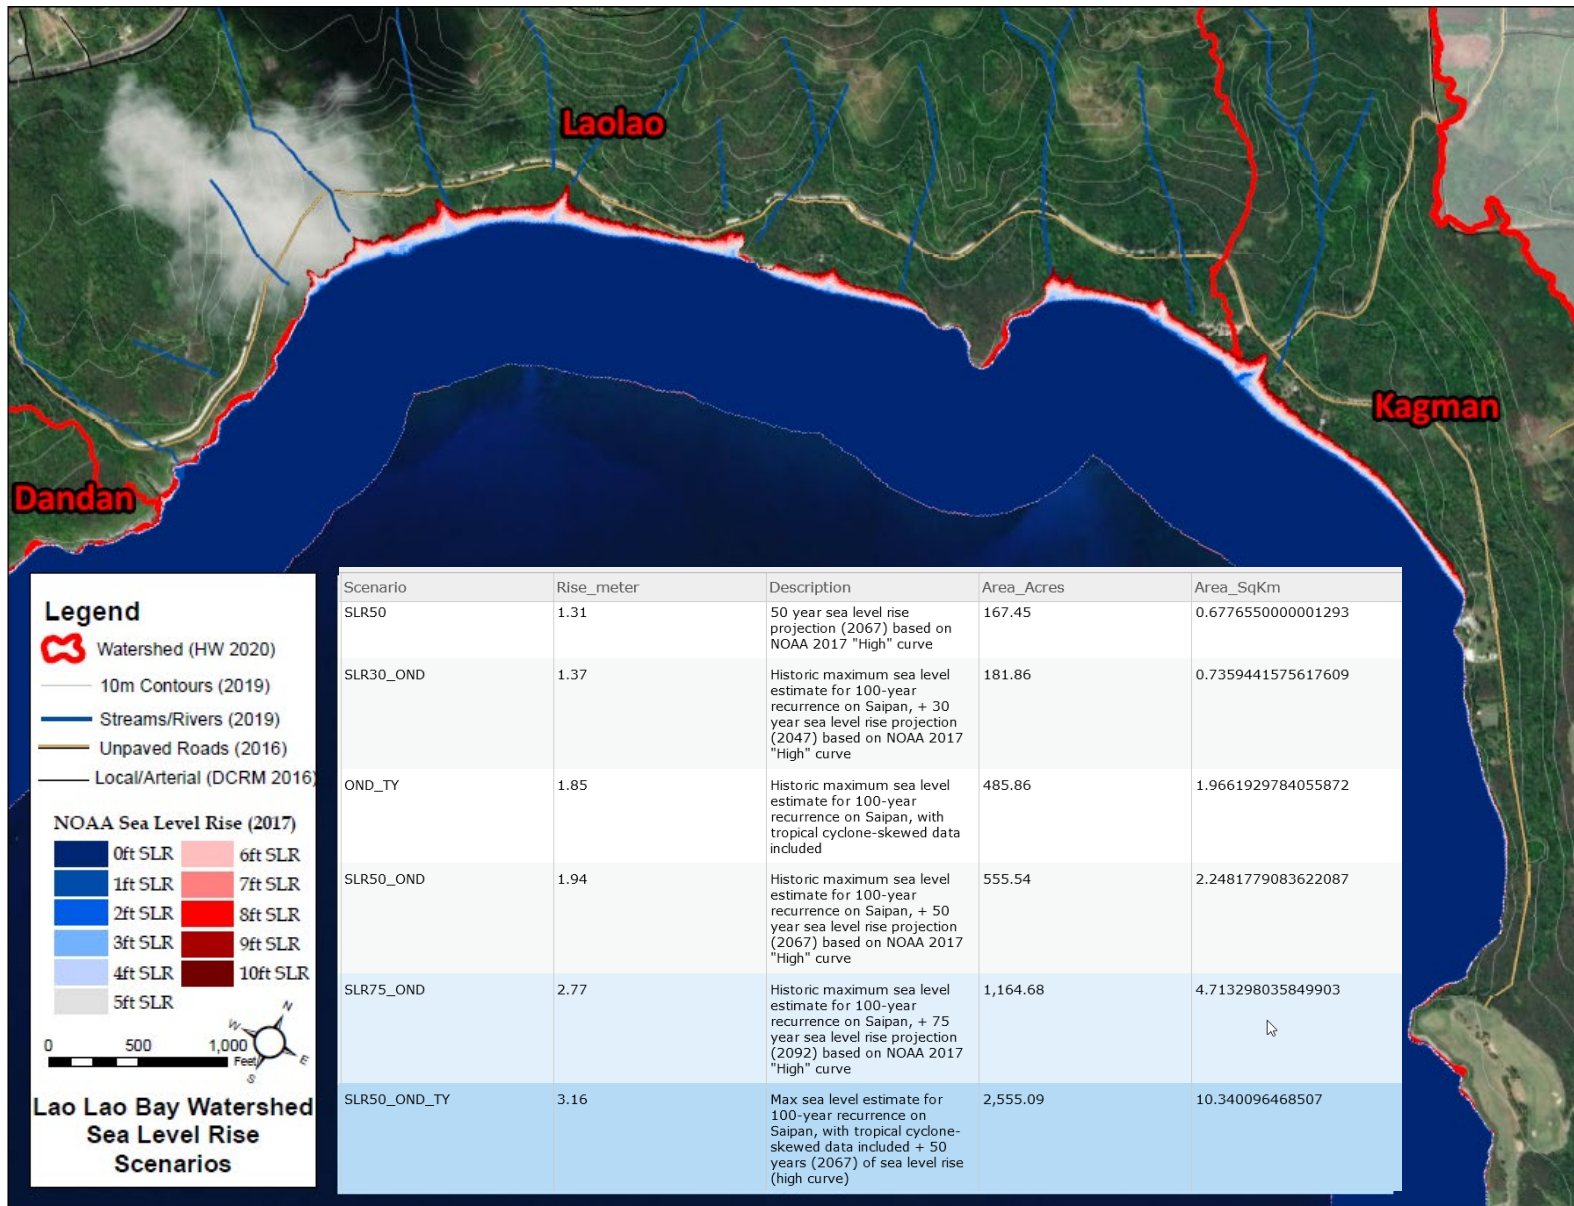 Laolao
Kagman
Dandan
Legend
Watershed (HW 2020)
10m Contours (2019)
Streams/Rivers (2019)
Unpaved Roads (2016)
Local/Arterial (DCRM 2016)
NOAA Sea Level Rise (2017)
0ft SLR
1ft SLR
2ft SLR
3ft SLR
4ft SLR
5ft SLR
6ft SLR
7ft SLR
8ft SLR
9ft SLR
10ft SLR
N
W
E
S
0 500 1,000
Feet
Lao Lao Bay Watershed
Sea Level Rise
Scenarios
Scenario Rise_meter Description Area_Acres Area_SqKm
SLR50 1.31 50 year sea level rise 167.45 0.6776550000001293
projection (2067) based on
NOAA 2017 "High" curve
SLR30_OND 1.37 Historic maximum sea level 181.86 0.7359441575617609
estimate for 100-year
recurrence on Saipan, + 30
year sea level rise projection
(2047) based on NOAA 2017
"High" curve
OND_TY 1.85 Historic maximum sea level 485.86 1.9661929784055872
estimate for 100-year
recurrence on Saipan, with
tropical cyclone-skewed data
included
SLR50_OND 1.94 Historic maximum sea level 555.54 2.2481779083622087
estimate for 100-year
recurrence on Saipan, + 50
year sea level rise projection
(2067) based on NOAA 2017
"High" curve
SLR75_OND 2.77 Historic maximum sea level 1,164.68 4.713298035849903
estimate for 100-year
recurrence on Saipan, + 75
year sea level rise projection
(2092) based on NOAA 2017
"High" curve
SLR50_OND_TY 3.16 Max sea level estimate for 2,555.09 10.340096468507
100-year recurrence on
Saipan, with tropical cyclone-
skewed data included + 50
years (2067) of sea level rise
(high curve)